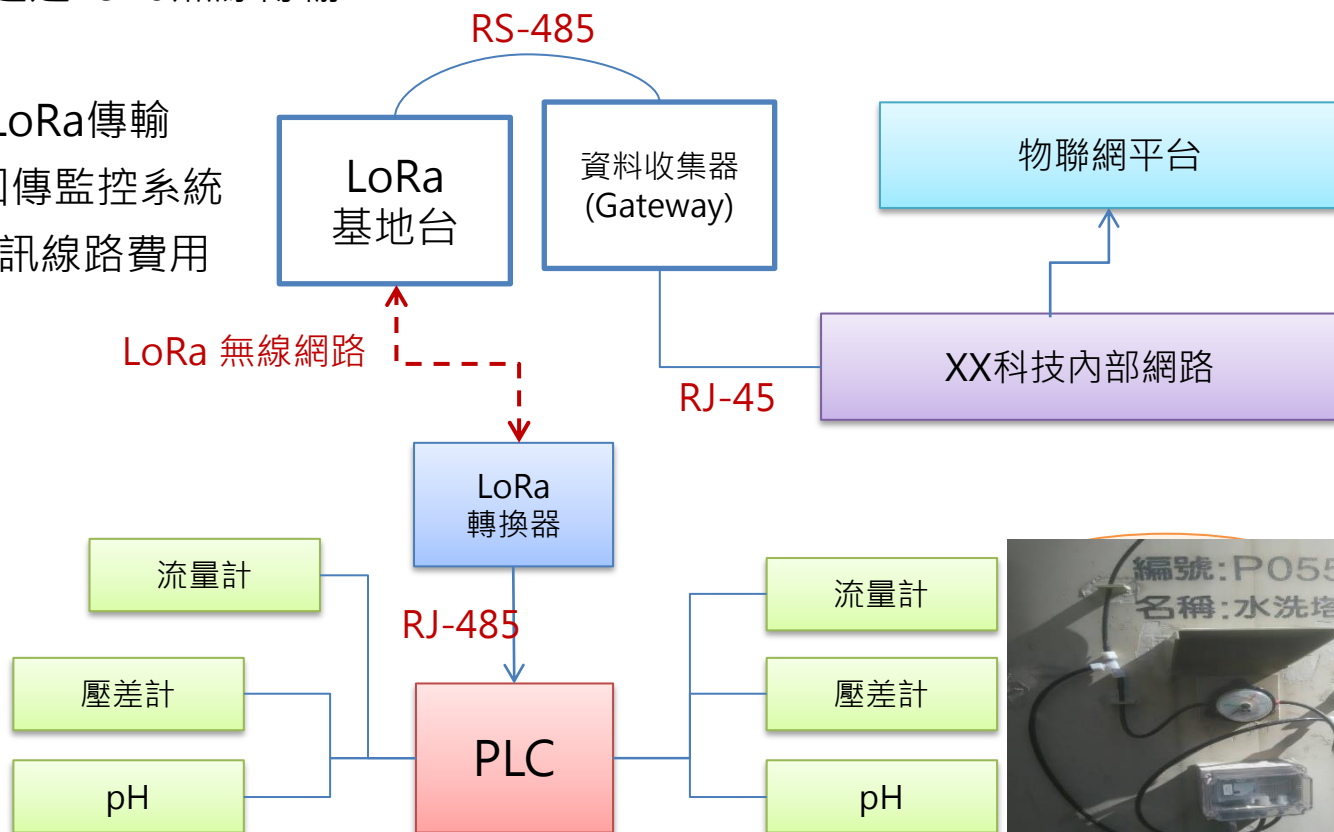 RS-485
LoRa傳輸
回傳監控系統
訊線路費用
LoRa
基地台
資料收集器
(Gateway)
物聯網平台
LoRa 無線網路
RJ-45
XX科技內部網路
LoRa
轉換器
流量計
RJ-485
流量計
壓差計
壓差計
PLC
pH
pH
編號:P055
名稱:水洗塔